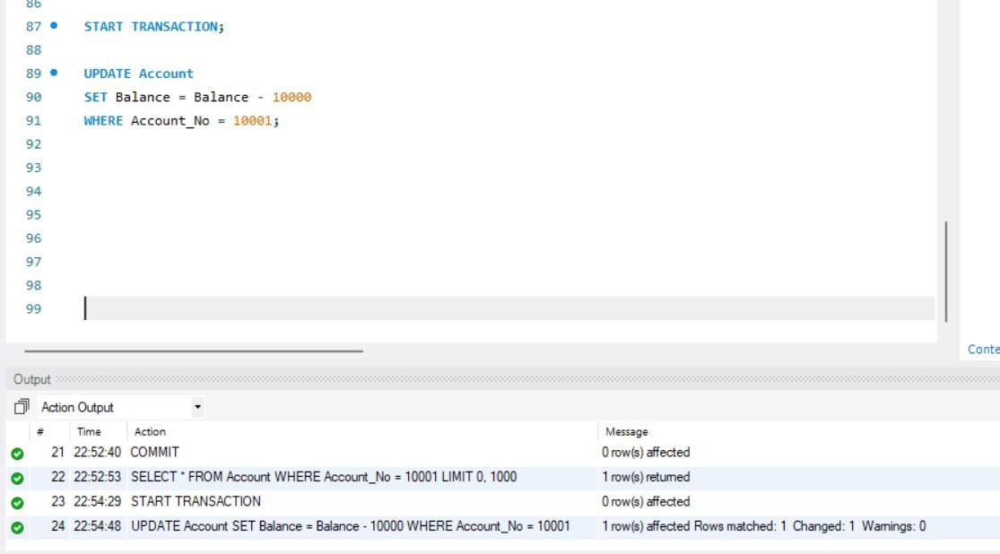 86
87 START TRANSACTION;
88
89 UPDATE Account
90 SET Balance = Balance - 10000
91 WHERE Account_No = 10001;
92
93
94
95
96
97
98
99
Conte
Output
Action Output
# Time Action Message
21 22:52:40 COMMIT 0 row(s) affected
22 22:52:53 SELECT * FROM Account WHERE Account_No = 10001 LIMIT 0, 1000 1 row(s) returned
23 22:54:29 START TRANSACTION 0 row(s) affected
24 22:54:48 UPDATE Account SET Balance = Balance - 10000 WHERE Account_No = 10001 1 row(s) affected Rows matched: 1 Changed: 1 Warnings: 0